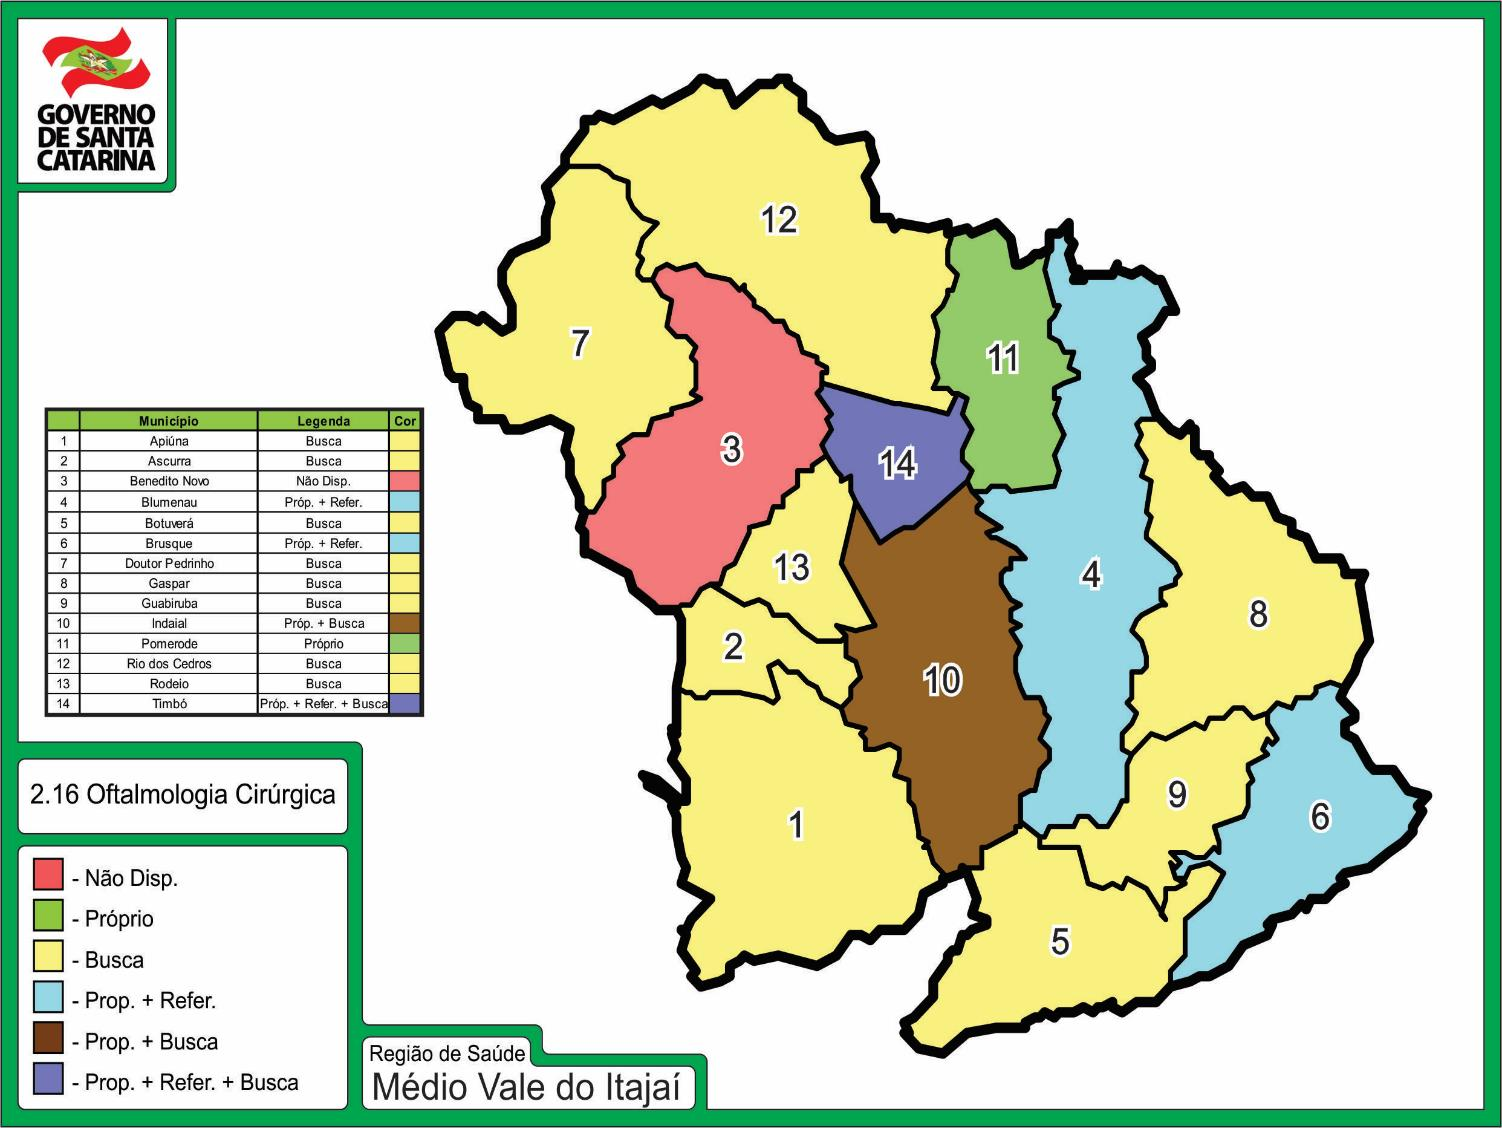 GOVERNO
DE SANTA
CATARINA
12
7
11
3
14
13
4
8
2
10
9
1
6
5
Município Legenda Cor
1 Apiúna Busca
2 Ascurra Busca
3 Benedito Novo Não Disp.
4 Blumenau Próp. + Refer.
5 Botuverá Busca
6 Brusque Próp. + Refer.
7 Doutor Pedrinho Busca
8 Gaspar Busca
9 Guabiruba Busca
10 Indaial Próp. + Busca
11 Pomerode Próprio
12 Rio dos Cedros Busca
13 Rodeio Busca
14 Timbó Próp. + Refer. + Busca
2.16 Oftalmologia Cirúrgica
- Não Disp.
- Próprio
- Busca
- Prop. + Refer.
- Prop. + Busca
- Prop. + Refer. + Busca
Região de Saúde
Médio Vale do Itajaí